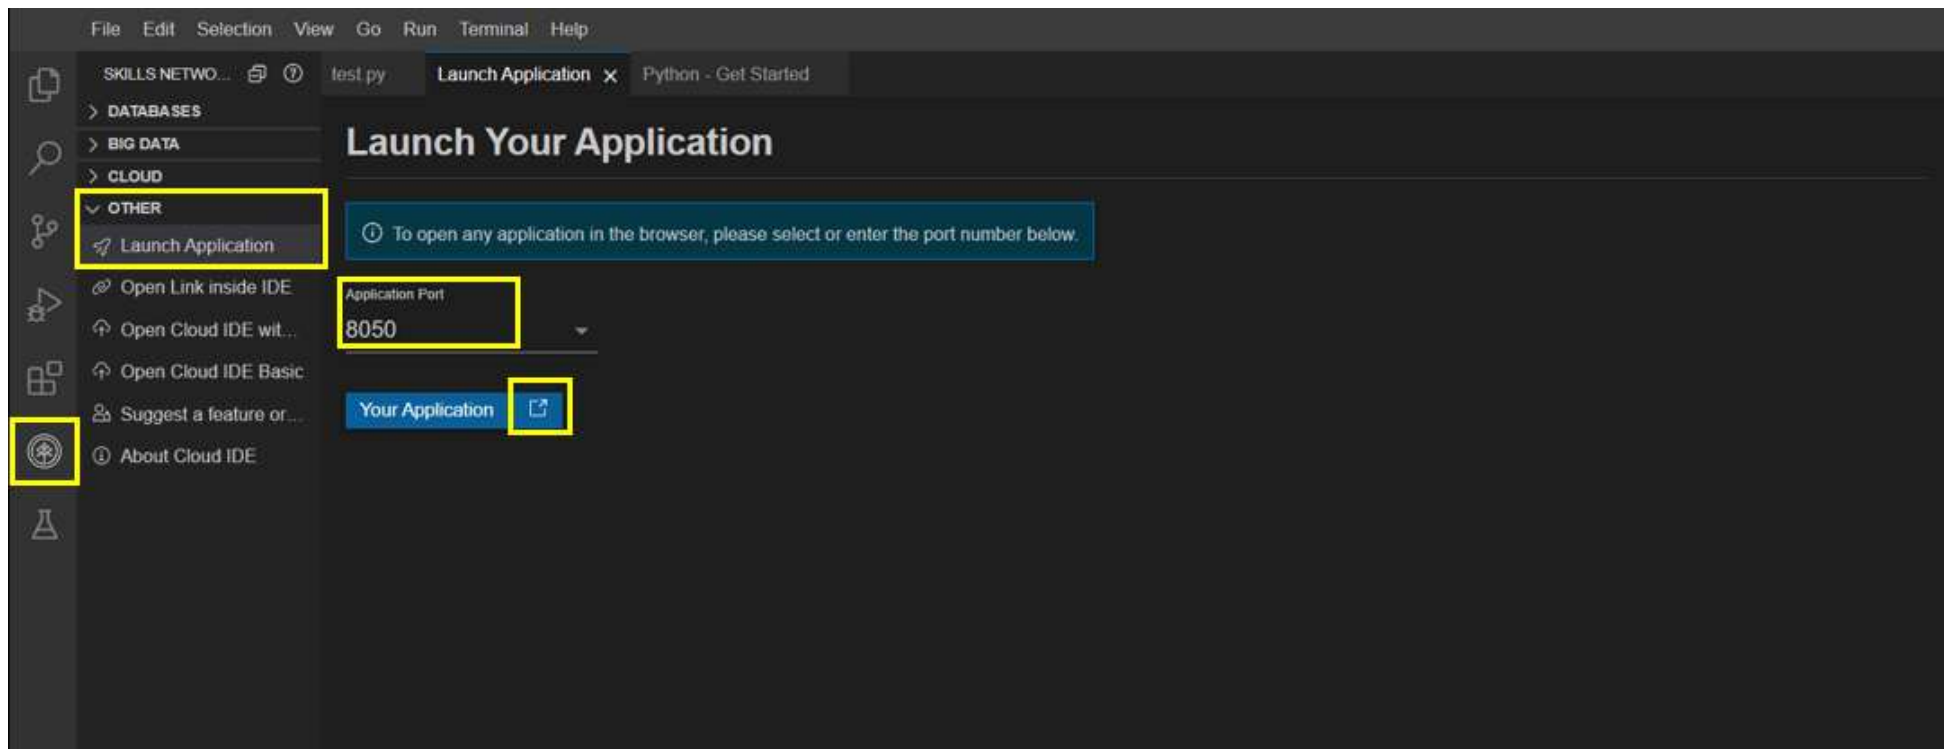 File Edit Selection View Go Run Terminal Help
SKILLS NETWO...
test.py Launch Application Python - Get Started
DATABASES
BIG DATA
CLOUD
OTHER
Launch Application
Open Link inside IDE
Open Cloud IDE wit...
Open Cloud IDE Basic
Suggest a feature or...
About Cloud IDE
Launch Your Application
To open any application in the browser, please select or enter the port number below.
Application Port
8050
Your Application